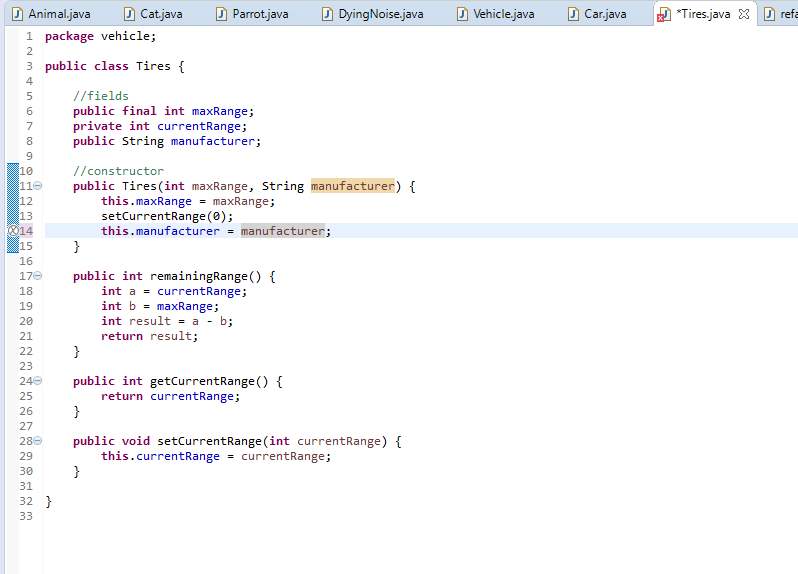 Animal.java Cat.java Parrot.java DyingNoise.java Vehicle.java Car.java *Tires.java refa
1 package vehicle;
2
3 public class Tires {
4
5 //fields
6 public final int maxRange;
7 private int currentRange;
8 public String manufacturer;
9
10 //constructor
11 public Tires(int maxRange, String manufacturer) {
12 this.maxRange = maxRange;
13 setCurrentRange(0);
14 this.manufacturer = manufacturer;
15 }
16
17 public int remainingRange() {
18 int a = currentRange;
19 int b = maxRange;
20 int result = a - b;
21 return result;
22 }
23
24 public int getCurrentRange() {
25 return currentRange;
26 }
27
28 public void setCurrentRange(int currentRange) {
29 this.currentRange = currentRange;
30 }
31
32 }
33